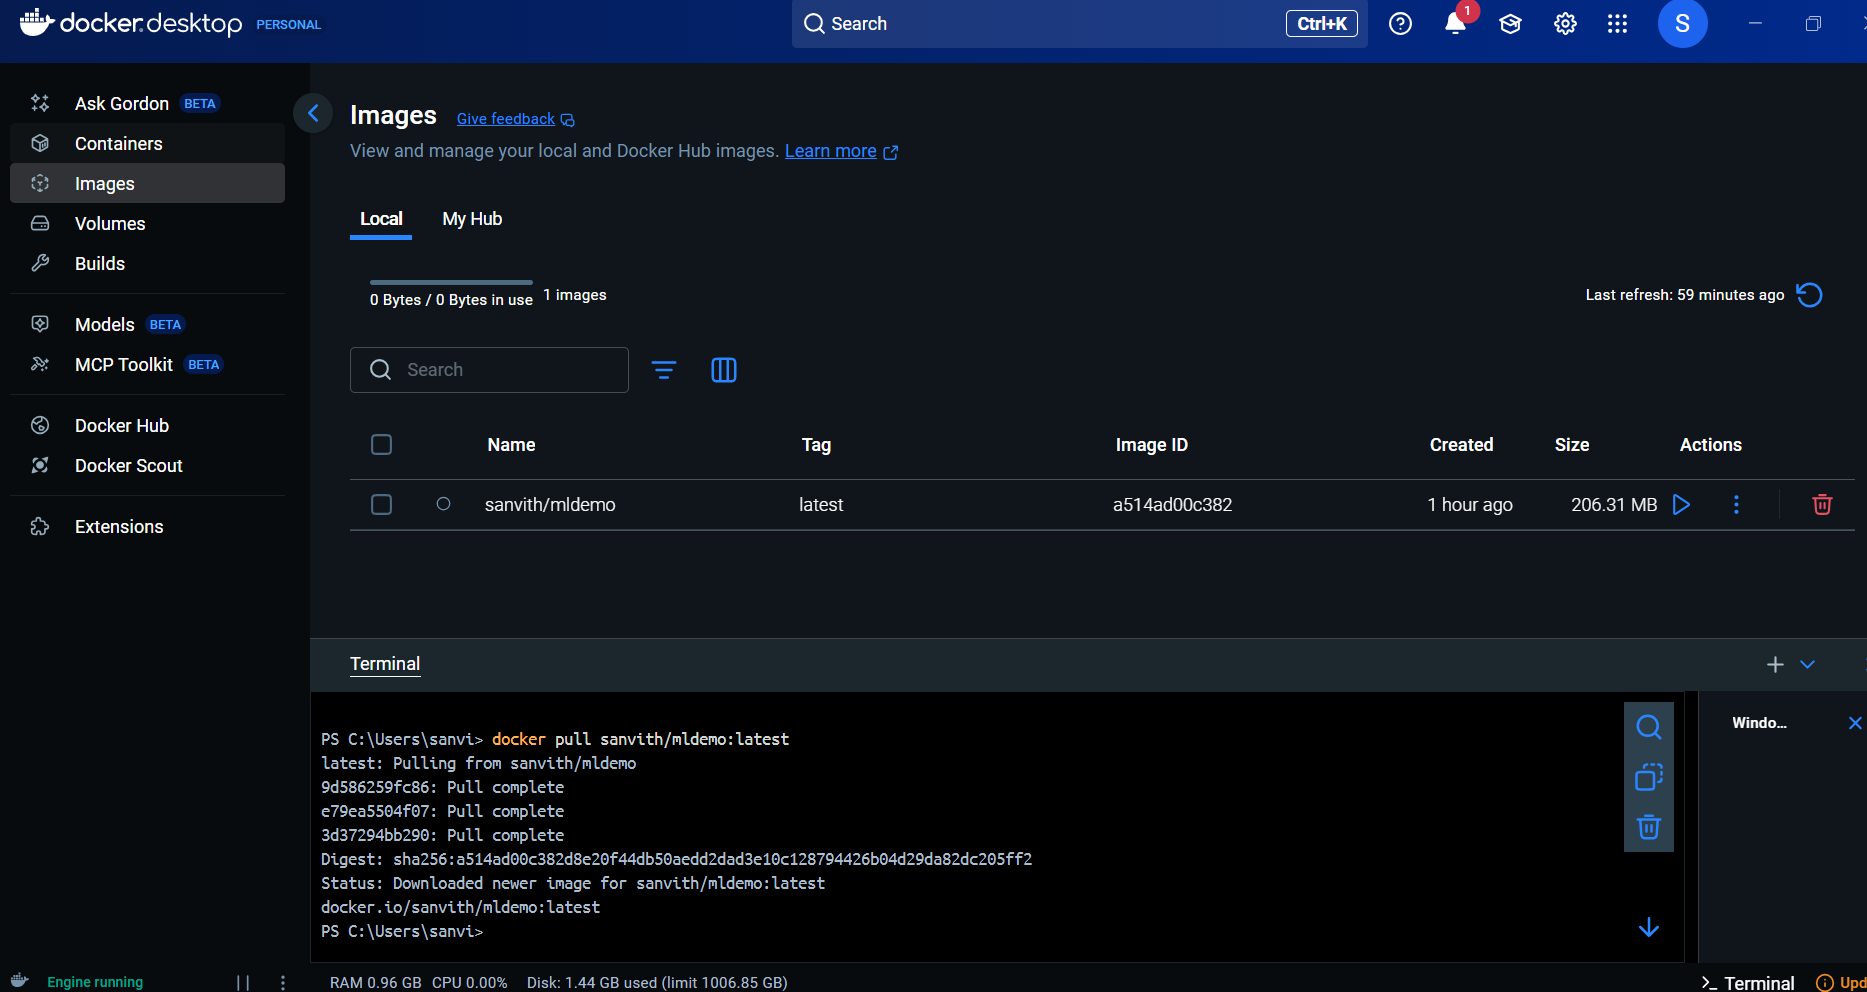 docker.desktop PERSONAL
Search Ctrl+K 1 S
Ask Gordon BETA
Containers
Images
Volumes
Builds
Models BETA
MCP Toolkit BETA
Docker Hub
Docker Scout
Extensions
Images Give feedback
View and manage your local and Docker Hub images. Learn more
Local My Hub
0 Bytes / 0 Bytes in use 1 images
Last refresh: 59 minutes ago
Search
Name Tag Image ID Created Size Actions
sanvith/mldemo latest a514ad00c382 1 hour ago 206.31 MB
Terminal
PS C:\Users\sanvi> docker pull sanvith/mldemo:latest
latest: Pulling from sanvith/mldemo
9d586259fc86: Pull complete
e79ea5504f07: Pull complete
3d37294bb290: Pull complete
Digest: sha256:a514ad00c382d8e20f44db50aedd2dad3e10c128794426b04d29da82dc205ff2
Status: Downloaded newer image for sanvith/mldemo:latest
docker.io/sanvith/mldemo:latest
PS C:\Users\sanvi>
Windo...
Engine running RAM 0.96 GB CPU 0.00% Disk: 1.44 GB used (limit 1006.85 GB) >_ Terminal Upd